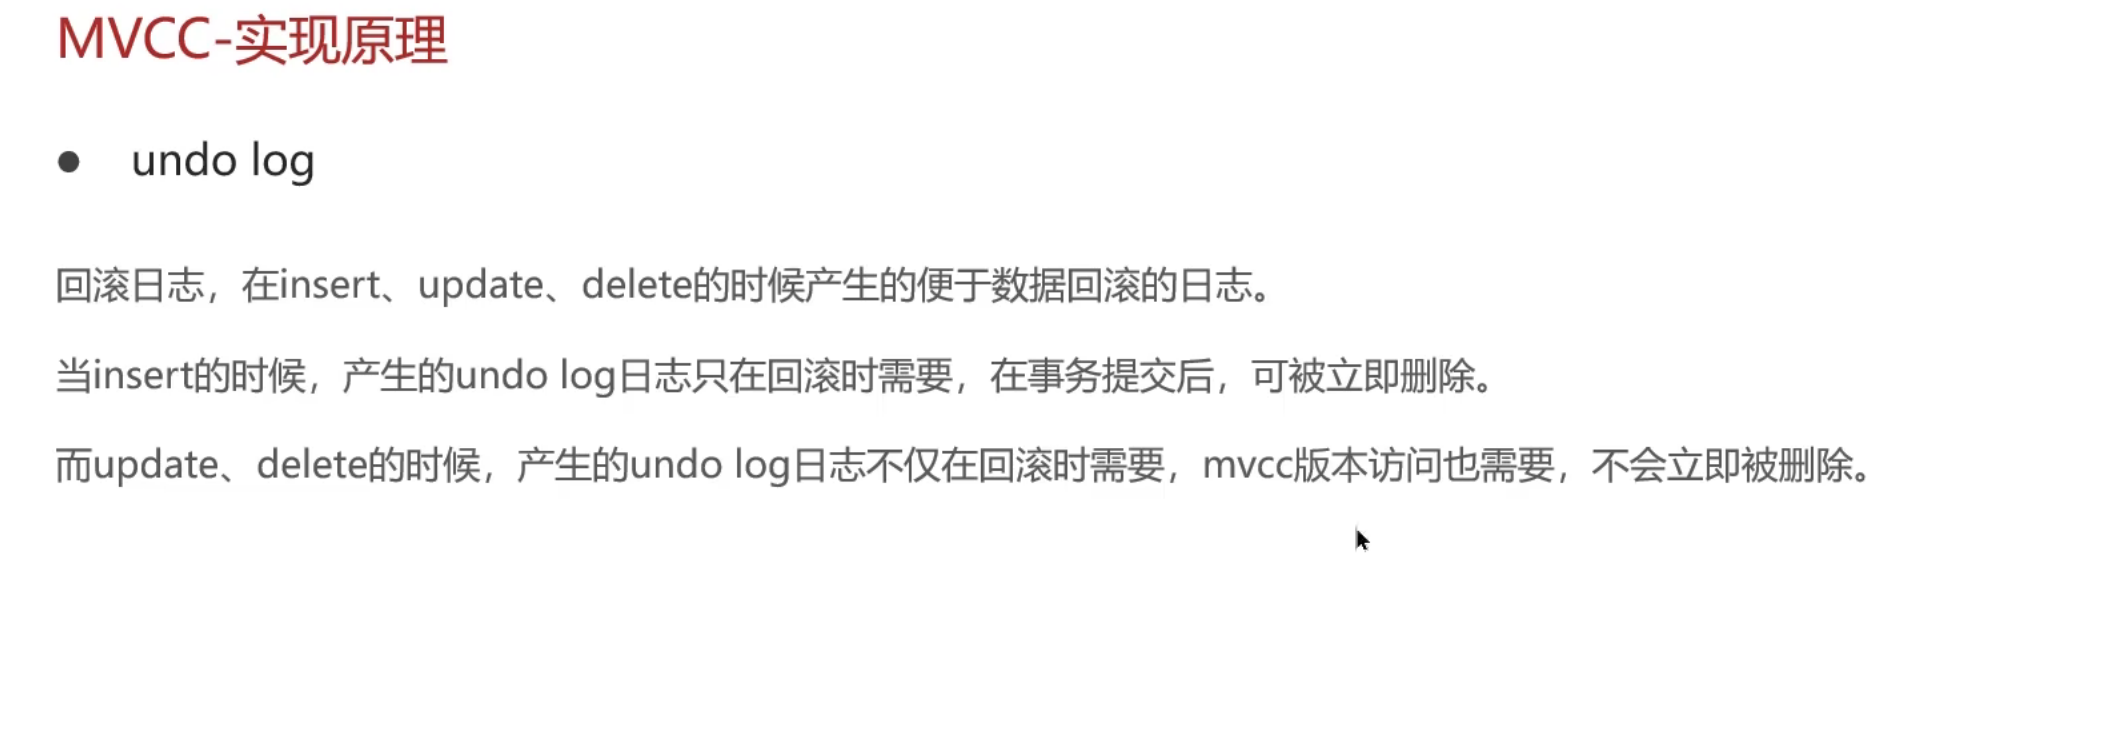 MVCC-实现原理
● undo log
回滚日志，在insert、update、delete的时候产生的便于数据回滚的日志。
当insert的时候，产生的undo log日志只在回滚时需要，在事务提交后，可被立即删除。
而update、delete的时候，产生的undo log日志不仅在回滚时需要，mvcc版本访问也需要，不会立即被删除。